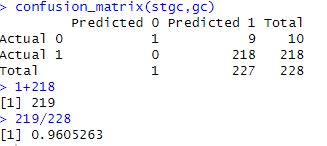 > confusion_matrix(stgc,gc)
Predicted 0 Predicted 1 Total
Actual 0 1 9 10
Actual 1 0 218 218
Total 1 227 228
> 1+218
[1] 219
> 219/228
[1] 0.9605263